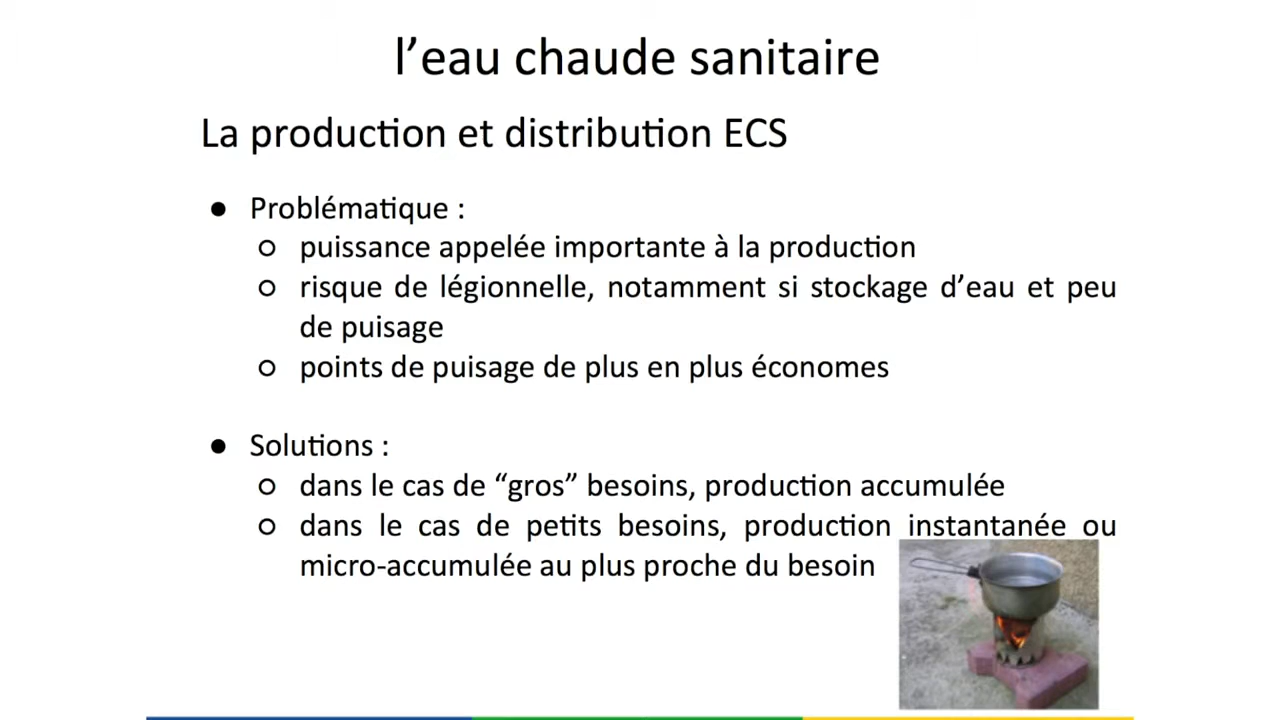 l’eau chaude sanitaire
La production et distribution ECS
● Problématique :
○ puissance appelée importante à la production
○ risque de légionnelle, notamment si stockage d’eau et peu
de puisage
○ points de puisage de plus en plus économes
● Solutions :
○ dans le cas de “gros” besoins, production accumulée
○ dans le cas de petits besoins, production instantanée ou
micro-accumulée au plus proche du besoin